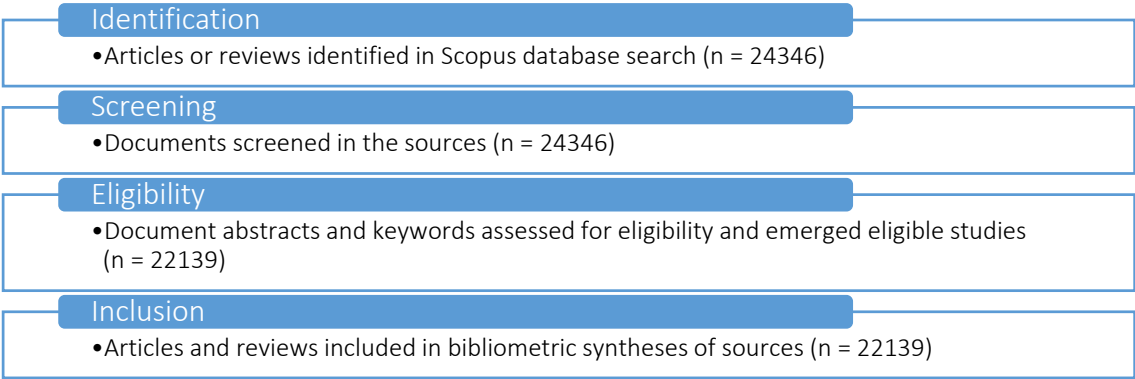 Identification
•Articles or reviews identified in Scopus database search (n = 24346)
Screening
•Documents screened in the sources (n = 24346)
Eligibility
•Document abstracts and keywords assessed for eligibility and emerged eligible studies
(n = 22139)
Inclusion
•Articles and reviews included in bibliometric syntheses of sources (n = 22139)